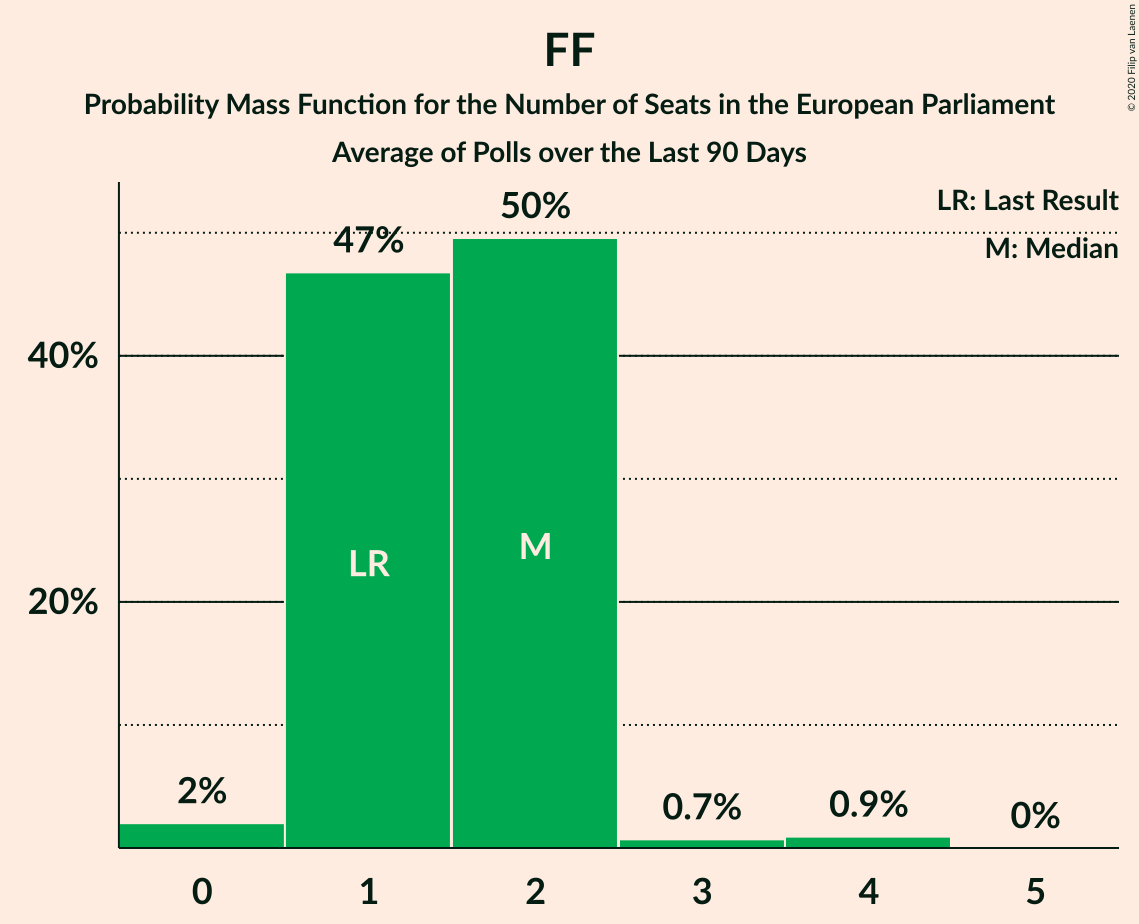 FF
Probability Mass Function for the Number of Seats in the European Parliament
Average of Polls over the Last 90 Days
© 2020 Filip van Laenen
LR: Last Result
M: Median
50%
47%
40%
20%
LR
M
2%
0.7%
0.9%
0%
0 1 2 3 4 5